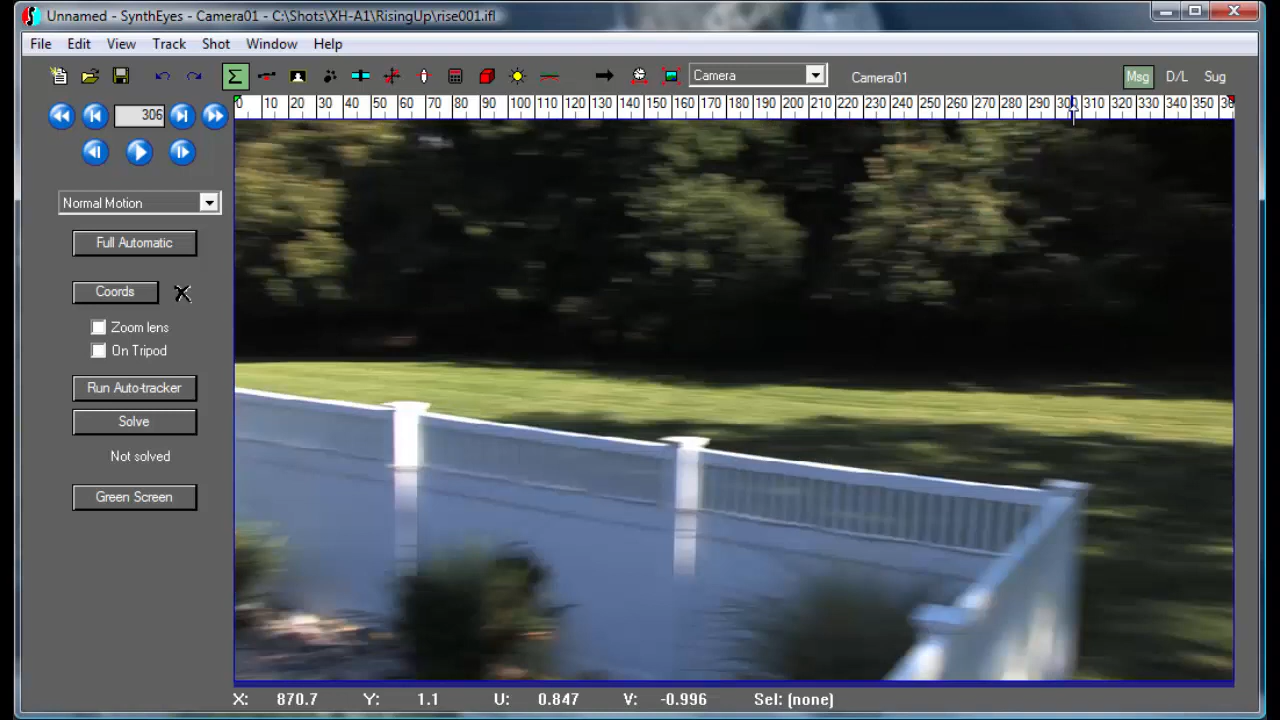 Unnamed - SynthEyes - Camera01 - C:\Shots\XH-A1\RisingUp\rise001.ifl
File Edit View Track Shot Window Help
Camera Camera01 Msg D/L Sug
0 10 20 30 40 50 60 70 80 90 100 110 120 130 140 150 160 170 180 190 200 210 220 230 240 250 260 270 280 290 300 310 320 330 340 350
306
Normal Motion
Full Automatic
Coords
Zoom lens
On Tripod
Run Auto-tracker
Solve
Not solved
Green Screen
X: 870.7 Y: 1.1 U: 0.847 V: -0.996 Sel: (none)